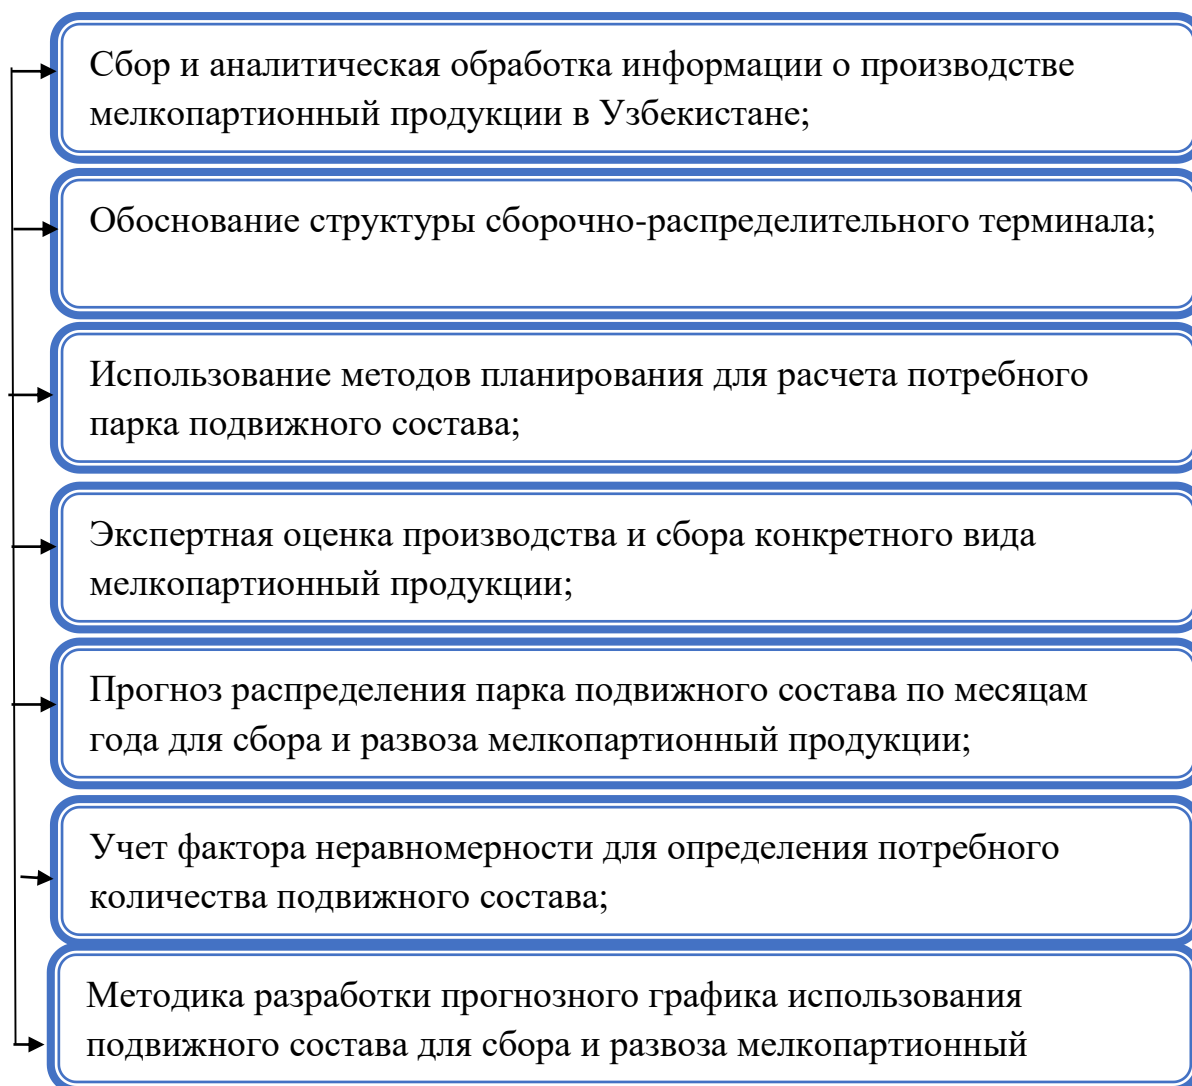 Сбор и аналитическая обработка информации о производстве
мелкопартионный продукции в Узбекистане;
Обоснование структуры сборочно-распределительного терминала;
Использование методов планирования для расчета потребного
парка подвижного состава;
Экспертная оценка производства и сбора конкретного вида
мелкопартионный продукции;
Прогноз распределения парка подвижного состава по месяцам
года для сбора и развоза мелкопартионный продукции;
Учет фактора неравномерности для определения потребного
количества подвижного состава;
Методика разработки прогнозного графика использования
подвижного состава для сбора и развоза мелкопартионный